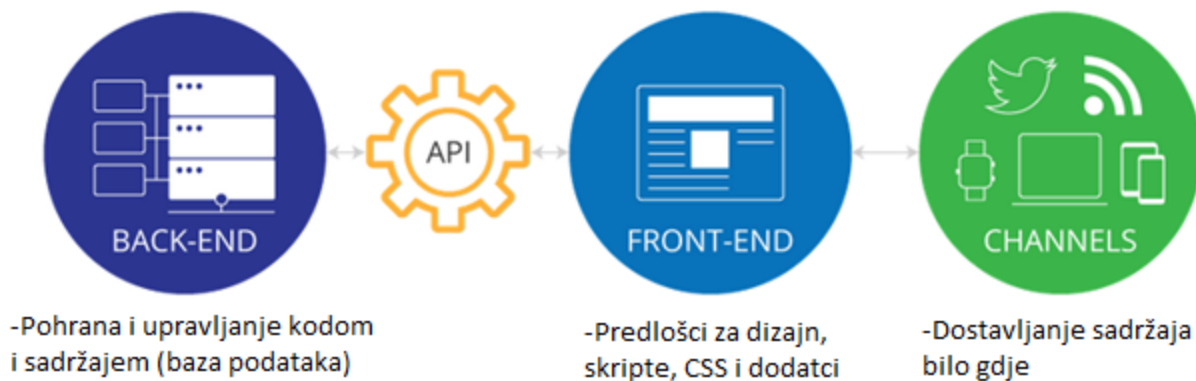 API
BACK-END
FRONT-END
CHANNELS
-Pohrana i upravljanje kodom
i sadržajem (baza podataka)
-Predlošci za dizajn,
skripte, CSS i dodatci
-Dostavljanje sadržaja
bilo gdje